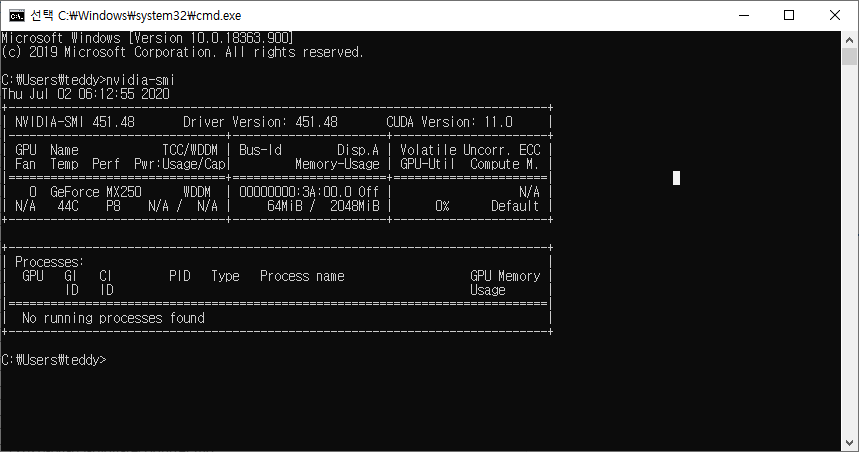 선택 C:₩Windows₩system32₩cmd.exe
Microsoft Windows [Version 10.0.18363.900]
(c) 2019 Microsoft Corporation. All rights reserved.
C:₩Users₩teddy>nvidia-smi
Thu Jul 02 06:12:55 2020
+-----------------------------------------------------------------------------+
| NVIDIA-SMI 451.48       Driver Version: 451.48       CUDA Version: 11.0     |
|-------------------------------+----------------------+----------------------+
| GPU  Name            TCC/WDDM | Bus-Id        Disp.A | Volatile Uncorr. ECC |
| Fan  Temp  Perf  Pwr:Usage/Cap|         Memory-Usage | GPU-Util  Compute M. |
|===============================+======================+======================|
|   0  GeForce MX250      WDDM  | 00000000:3A:00.0 Off |                  N/A |
| N/A   44C    P8    N/A /  N/A |     64MiB /  2048MiB |      0%      Default |
+-------------------------------+----------------------+----------------------+
+-----------------------------------------------------------------------------+
| Processes:                                                                  |
|  GPU   GI   CI        PID   Type   Process name                  GPU Memory |
|        ID   ID                                                   Usage      |
|=============================================================================|
|  No running processes found                                                 |
+-----------------------------------------------------------------------------+
C:₩Users₩teddy>